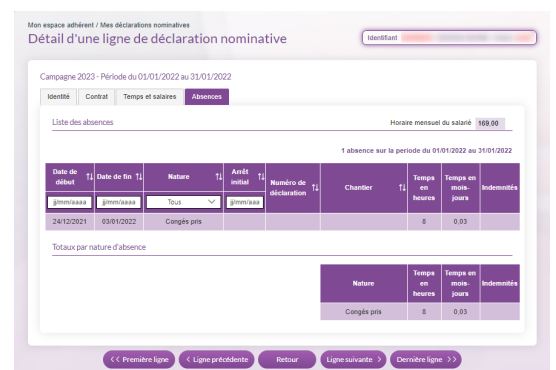 Mon espace adhérent / Mes déclarations nominatives
Détail d'une ligne de déclaration nominative
Identifiant
Campagne 2023 - Période du 01/01/2022 au 31/01/2022
Identité Contrat Temps et salaires Absences
Liste des absences
Horaire mensuel du salarié 169,00
1 absence sur la période du 01/01/2022 au 31/01/2022
Date de début Date de fin Nature Arrêt initial Numéro de déclaration Chantier Temps en heures Temps en mois-jours Indemnités
jj/mm/aaaa jj/mm/aaaa Tous jj/mm/aaa
24/12/2021 03/01/2022 Congés pris 8 0,03
Totaux par nature d'absence
Nature Temps en heures Temps en mois-jours Indemnités
Congés pris 8 0,03
<< Première ligne < Ligne précédente Retour Ligne suivante > Dernière ligne >>